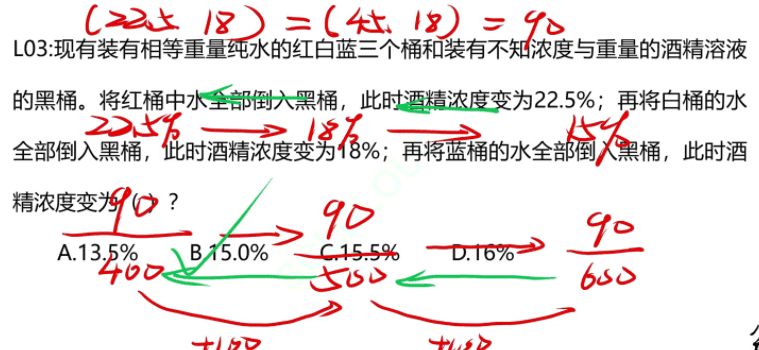 (22.5, 18) = (45, 18) = 90
L03:现有装有相等重量纯水的红白蓝三个桶和装有不知浓度与重量的酒精溶液
的黑桶。将红桶中水全部倒入黑桶，此时酒精浓度变为22.5%；再将白桶的水
22.5% 18% 15%
全部倒入黑桶，此时酒精浓度变为18%；再将蓝桶的水全部倒入黑桶，此时酒
精浓度变为（ ）？
90 90 90
A.13.5% B.15.0% C.15.5% D.16%
400 500 600
+100 +100